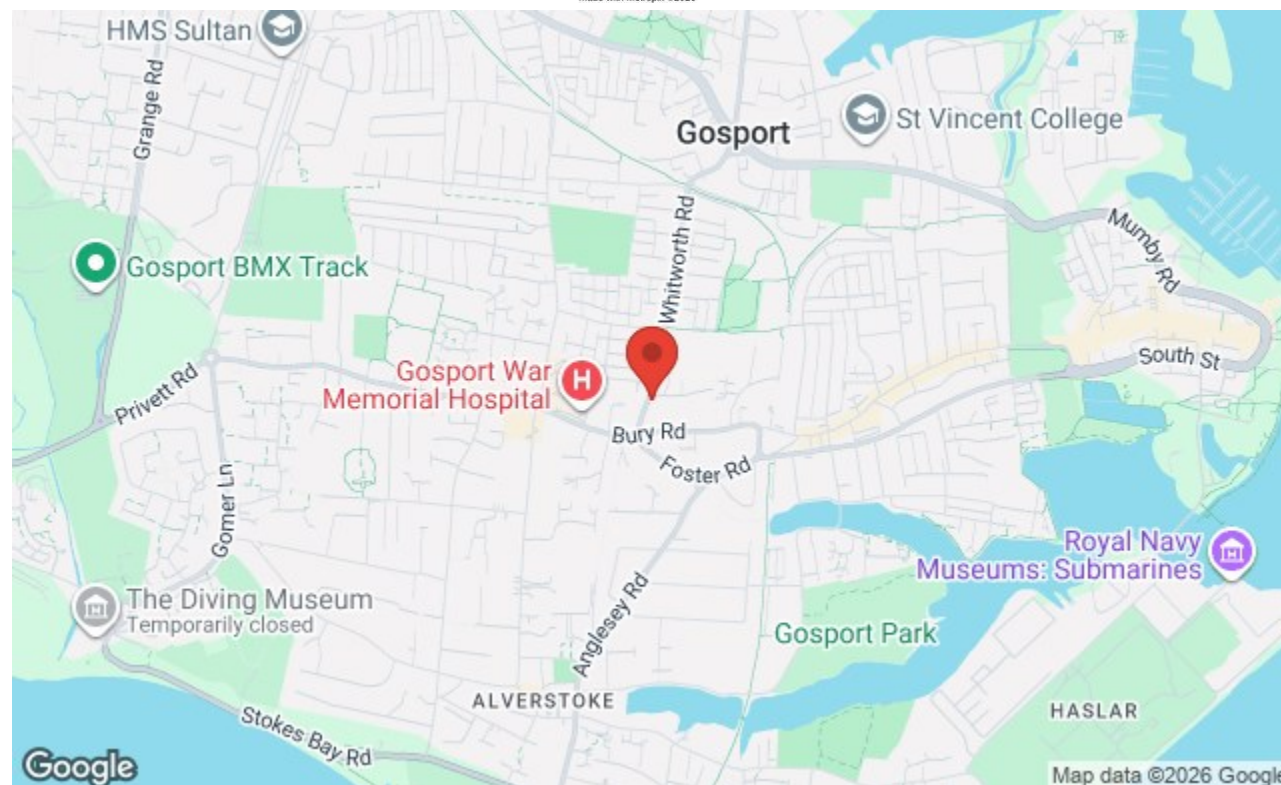 HMS Sultan
Grange Rd
Gosport
St Vincent College
Whitworth Rd
Mumby Rd
Gosport BMX Track
South St
Gosport War
Memorial Hospital
Privett Rd
Bury Rd
Foster Rd
Gomer Ln
Royal Navy
Museums: Submarines
The Diving Museum
Temporarily closed
Anglesey Rd
Gosport Park
ALVERSTOKE
HASLAR
Stokes Bay Rd
Google
Map data ©2026 Google